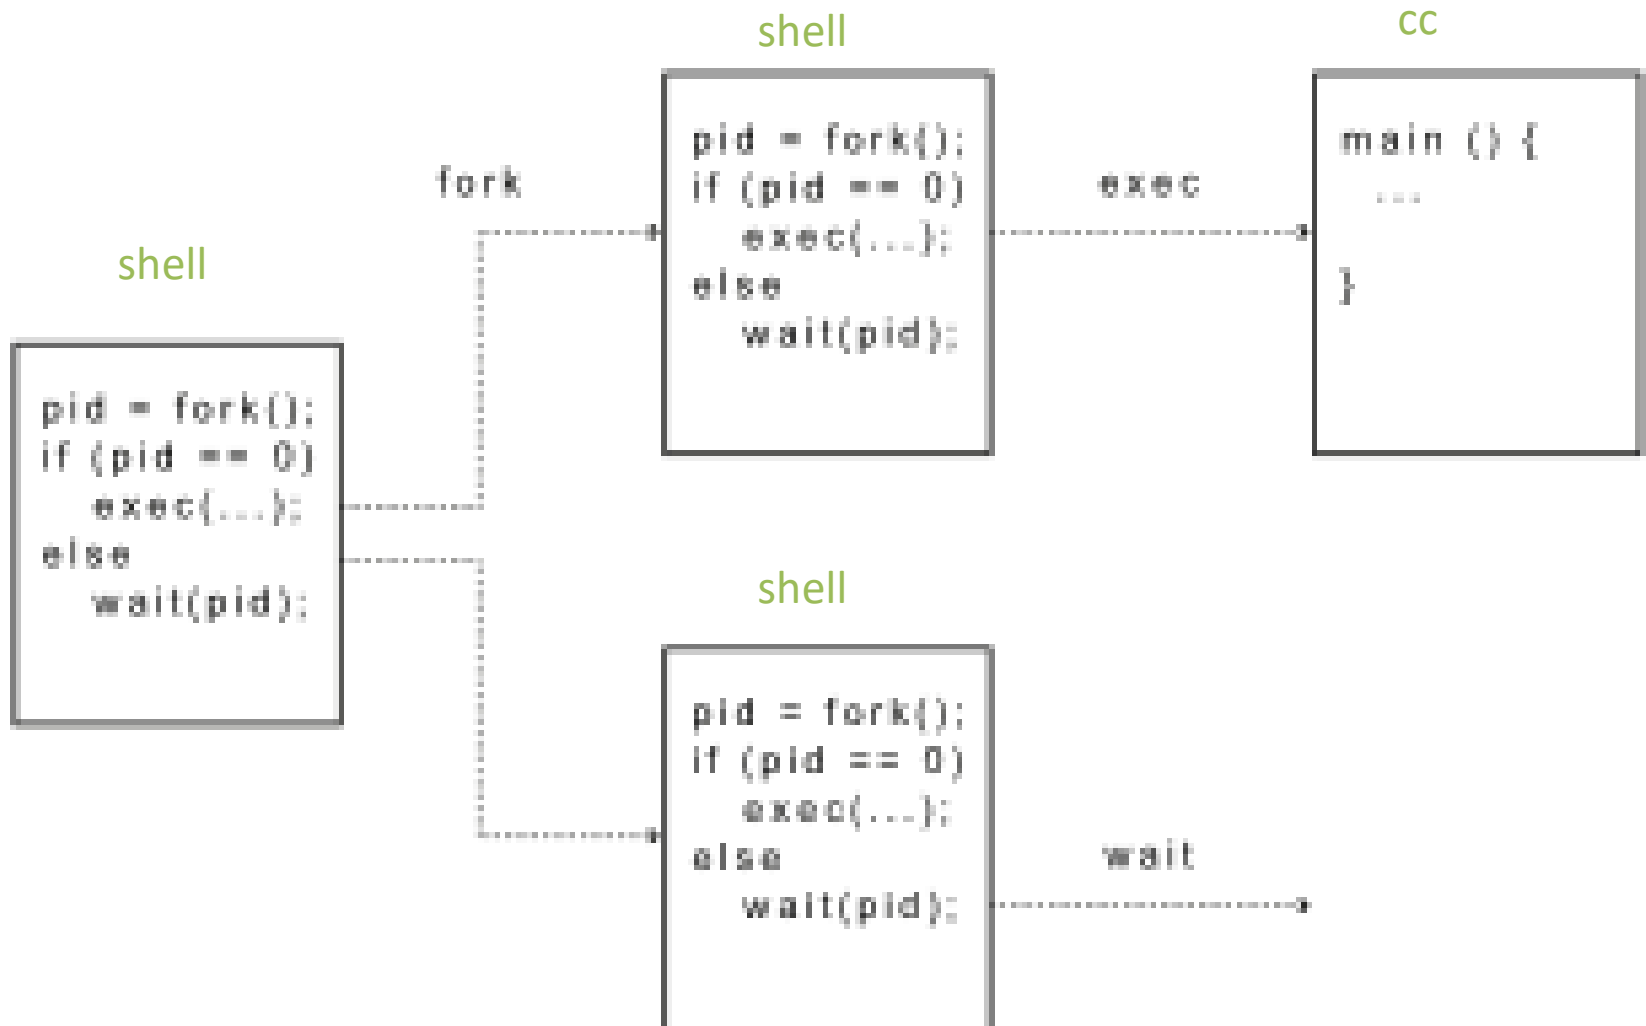 shell
pid = fork();
if (pid == 0)
exec(...);
else
wait(pid);
fork
shell
pid = fork();
if (pid == 0)
exec(...);
else
wait(pid);
exec
cc
main () {
...
}
shell
pid = fork();
if (pid == 0)
exec(...);
else
wait(pid);
wait